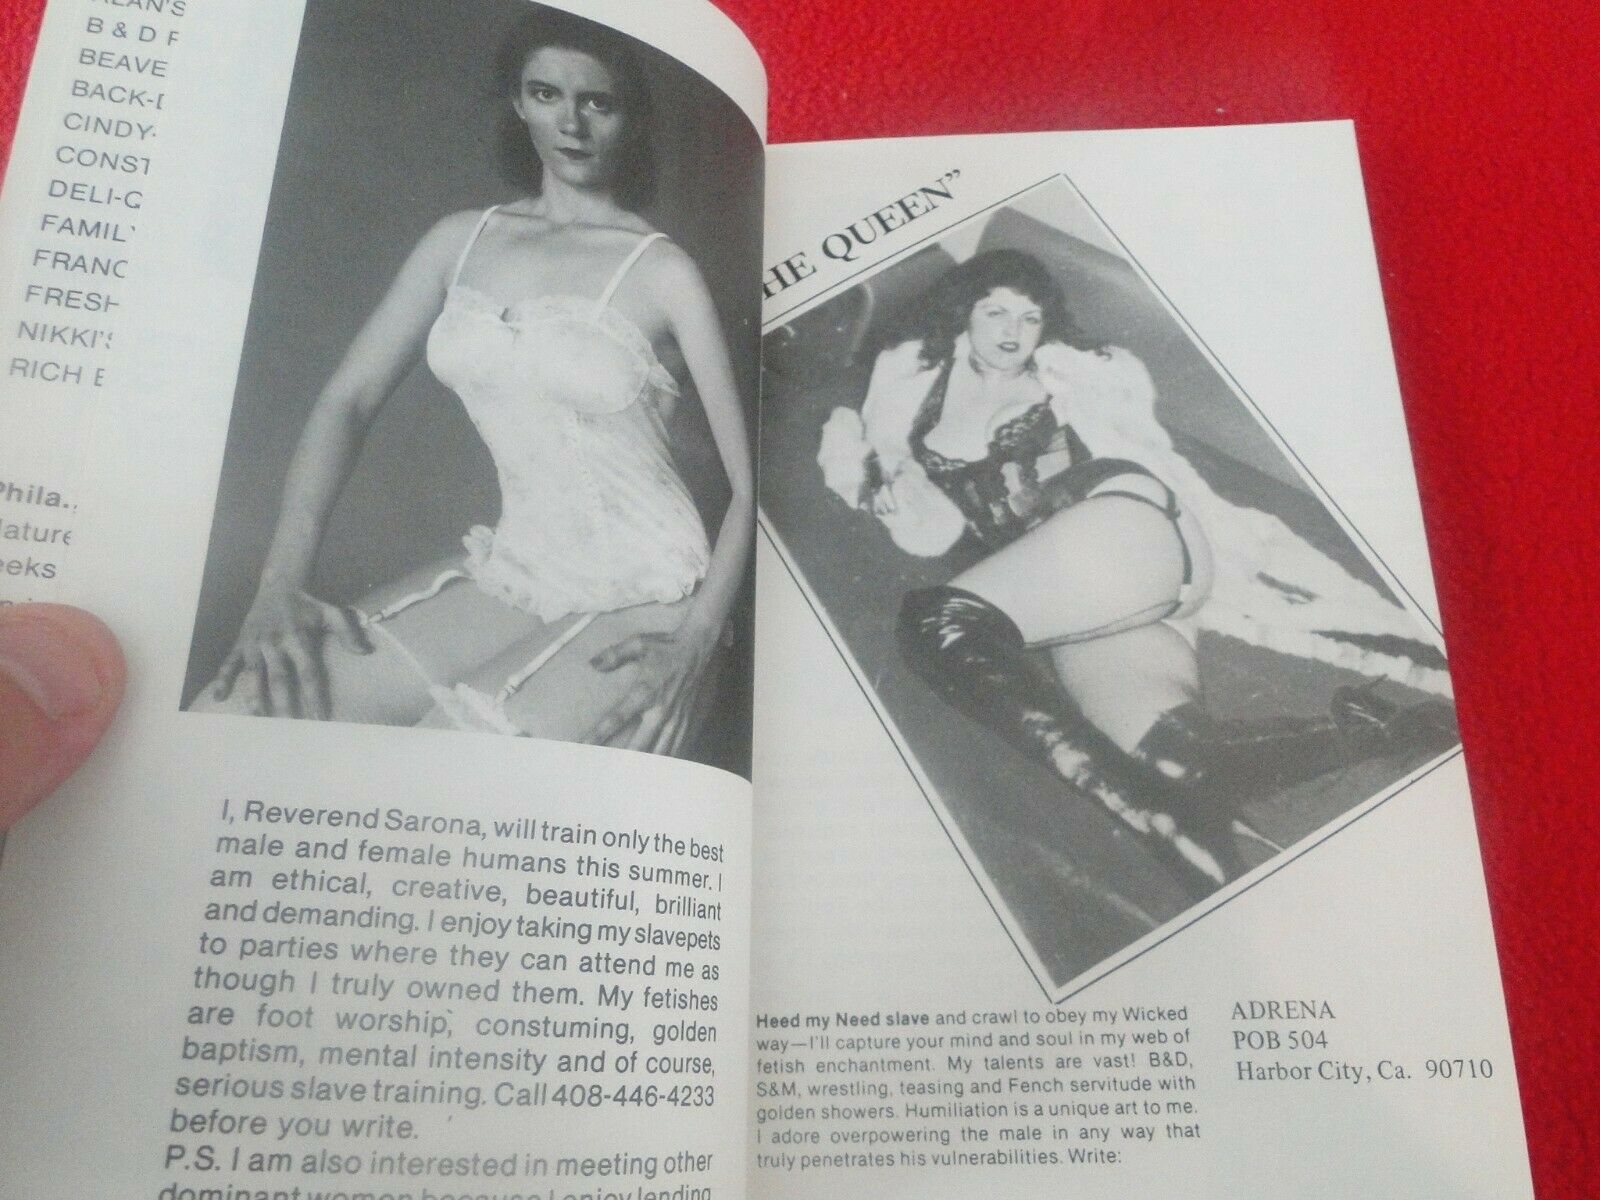 B & D
BEAVE
BACK-
CINDY-
CONST
DELI-
FAMIL
FRANC
FRESH
NIKKI'S
RICH
Phila.,
ature
eeks
I, Reverend Sarona, will train only the best
male and female humans this summer. I
am ethical, creative, beautiful, brilliant
and demanding. I enjoy taking my slavepets
to parties where they can attend me as
though I truly owned them. My fetishes
are foot worship, constuming, golden
baptism, mental intensity and of course,
serious slave training. Call 408-446-4233
before you write.
P.S. I am also interested in meeting other
dominant women because I enjoy lending
HE QUEEN"
Heed my Need slave and crawl to obey my Wicked
way—I'll capture your mind and soul in my web of
fetish enchantment. My talents are vast! B&D,
S&M, wrestling, teasing and Fench servitude with
golden showers. Humiliation is a unique art to me.
I adore overpowering the male in any way that
truly penetrates his vulnerabilities. Write:
ADRENA
POB 504
Harbor City, Ca. 90710